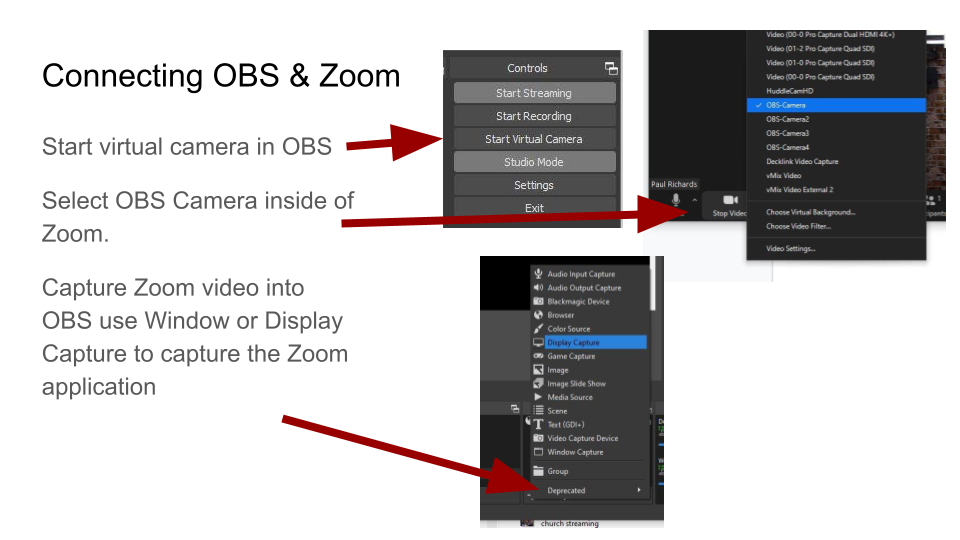 Connecting OBS & Zoom
Start virtual camera in OBS
Select OBS Camera inside of
Zoom.
Capture Zoom video into
OBS use Window or Display
Capture to capture the Zoom
application
Controls
Start Streaming
Start Recording
Start Virtual Camera
Studio Mode
Settings
Exit
Video (00-0 Pro Capture Dual HDMI 4K+)
Video (01-2 Pro Capture Quad SDI)
Video (01-0 Pro Capture Quad SDI)
Video (00-0 Pro Capture Quad SDI)
HuddleCamHD
OBS-Camera
OBS-Camera2
OBS-Camera3
OBS-Camera4
Decklink Video Capture
vMix Video
vMix Video External 2
Choose Virtual Background...
Choose Video Filter...
Video Settings...
Paul Richards
Stop Video
1
Audio Input Capture
Audio Output Capture
Blackmagic Device
Browser
Color Source
Display Capture
Game Capture
Image
Image Slide Show
Media Source
Scene
Text (GDI+)
Video Capture Device
Window Capture
Group
Deprecated
church streaming